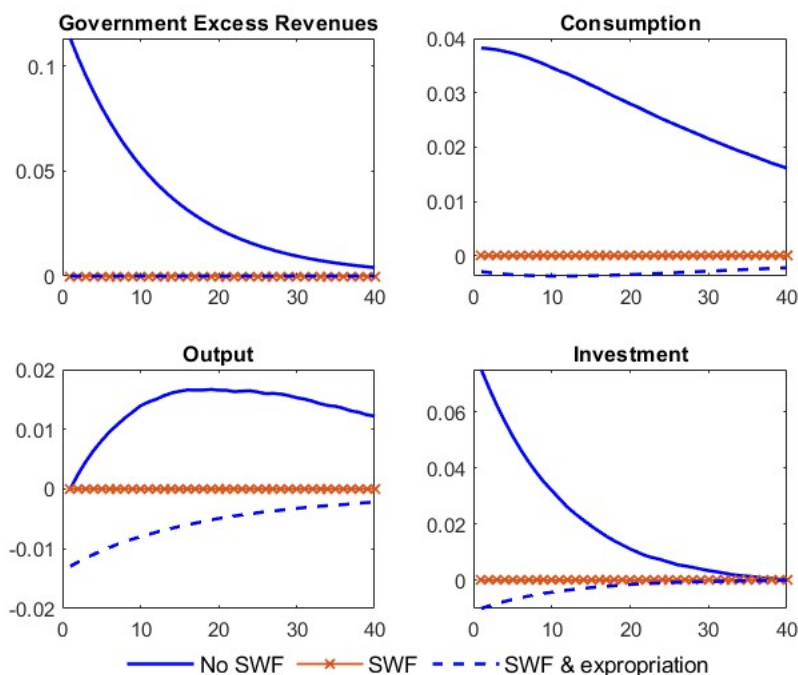 Government Excess Revenues
0.1
0.05
0
0 10 20 30 40
Consumption
0.04
0.03
0.02
0.01
0
0 10 20 30 40
Output
0.02
0.01
0
-0.01
-0.02
0 10 20 30 40
Investment
0.06
0.04
0.02
0
0 10 20 30 40
No SWF SWF SWF & expropriation